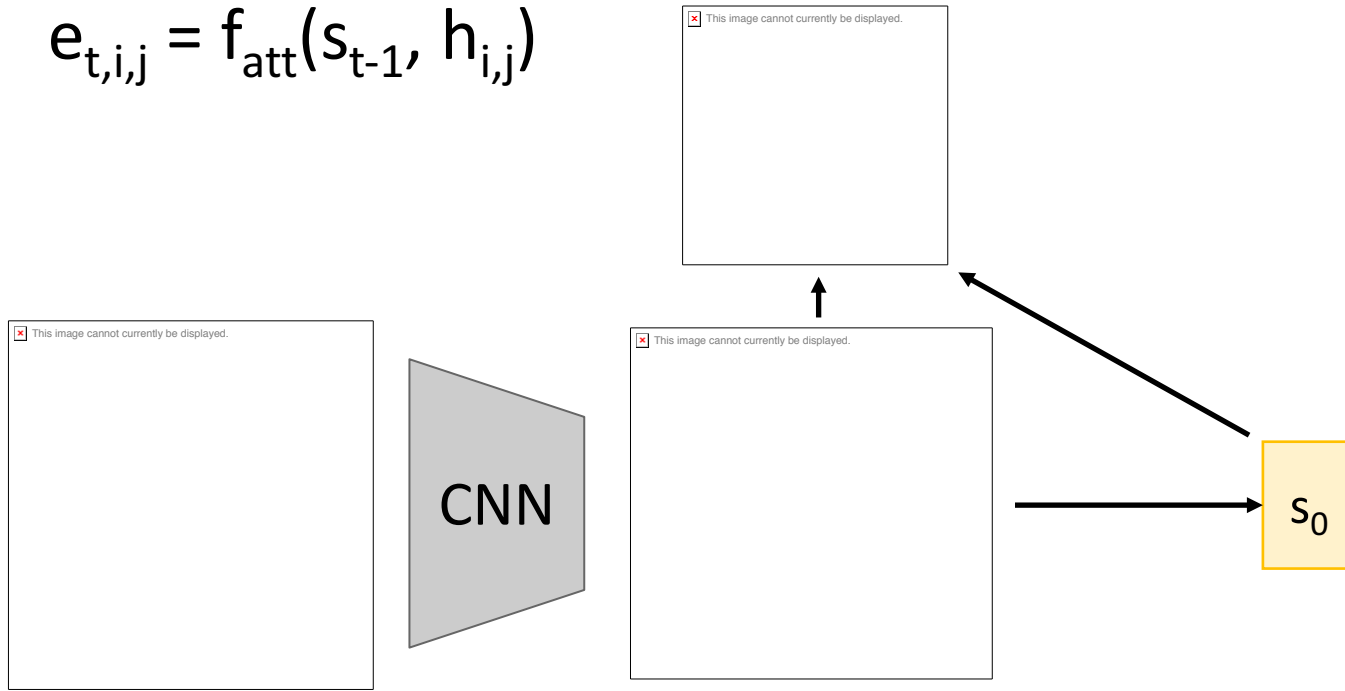 e_{t,i,j} = f_{att}(s_{t-1}, h_{i,j})
This image cannot currently be displayed.
This image cannot currently be displayed.
This image cannot currently be displayed.
CNN
s_0